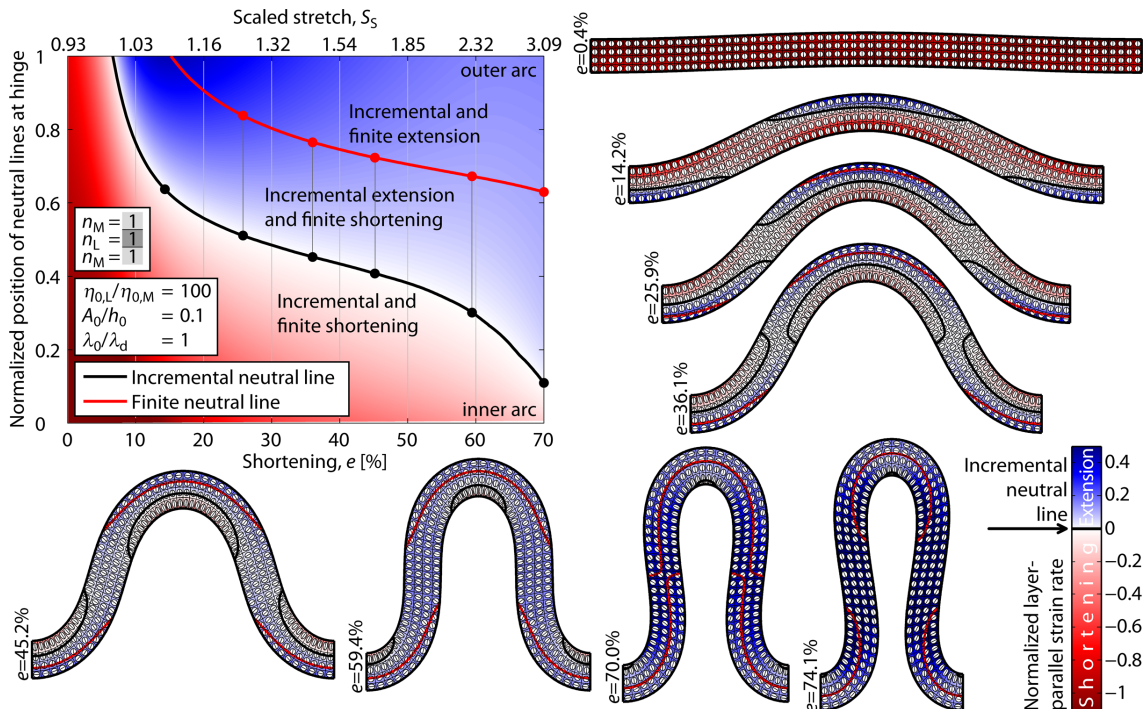 Scaled stretch, S_S
0.93 1.03 1.16 1.32 1.54 1.85 2.32 3.09
Normalized position of neutral lines at hinge
1
0.8
0.6
0.4
0.2
0
outer arc
Incremental and
finite extension
Incremental extension
and finite shortening
n_M = 1
n_L = 1
n_M = 1
Incremental and
finite shortening
η_0,L/η_0,M = 100
A_0/h_0 = 0.1
λ_0/λ_d = 1
Incremental neutral line
Finite neutral line
inner arc
0 10 20 30 40 50 60 70
Shortening, e [%]
e=0.4%
e=14.2%
e=25.9%
e=36.1%
e=45.2%
e=59.4%
e=70.0%
e=74.1%
Incremental
neutral
line
Normalized layer-
parallel strain rate
Extension
Shortening
0.4
0.2
0
−0.2
−0.4
−0.6
−0.8
−1